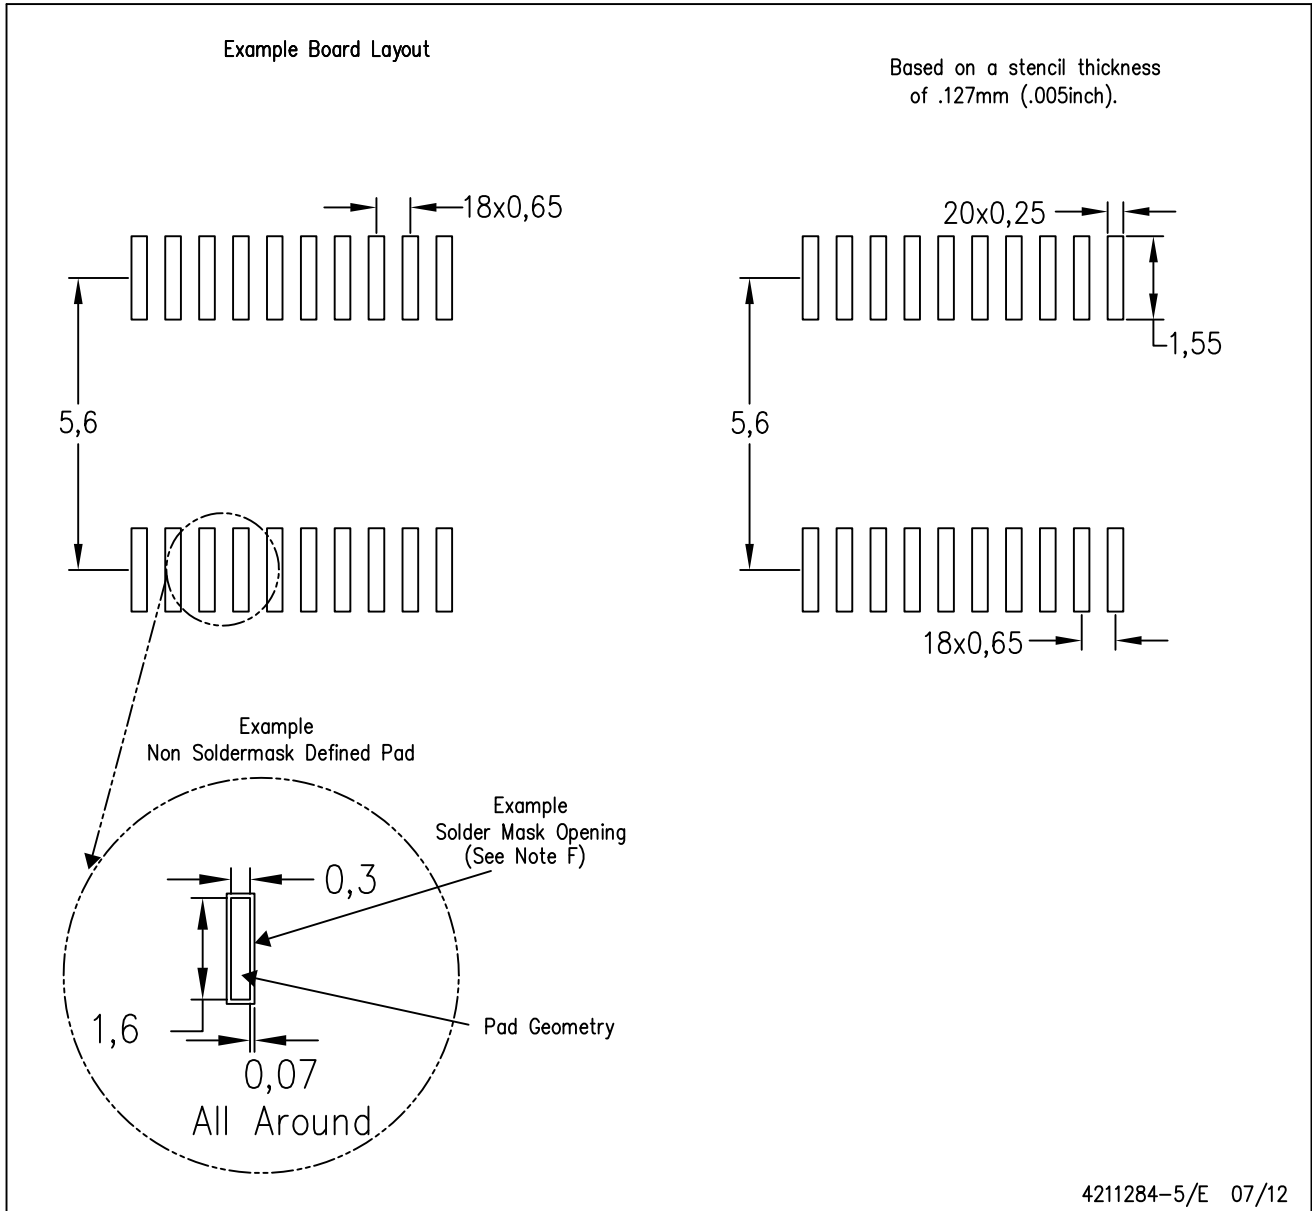 Example Board Layout
Based on a stencil thickness
of .127mm (.005inch).
18x0,65
20x0,25
1,55
5,6
5,6
18x0,65
Example
Non Soldermask Defined Pad
Example
Solder Mask Opening
(See Note F)
0,3
1,6
Pad Geometry
0,07
All Around
4211284-5/E 07/12